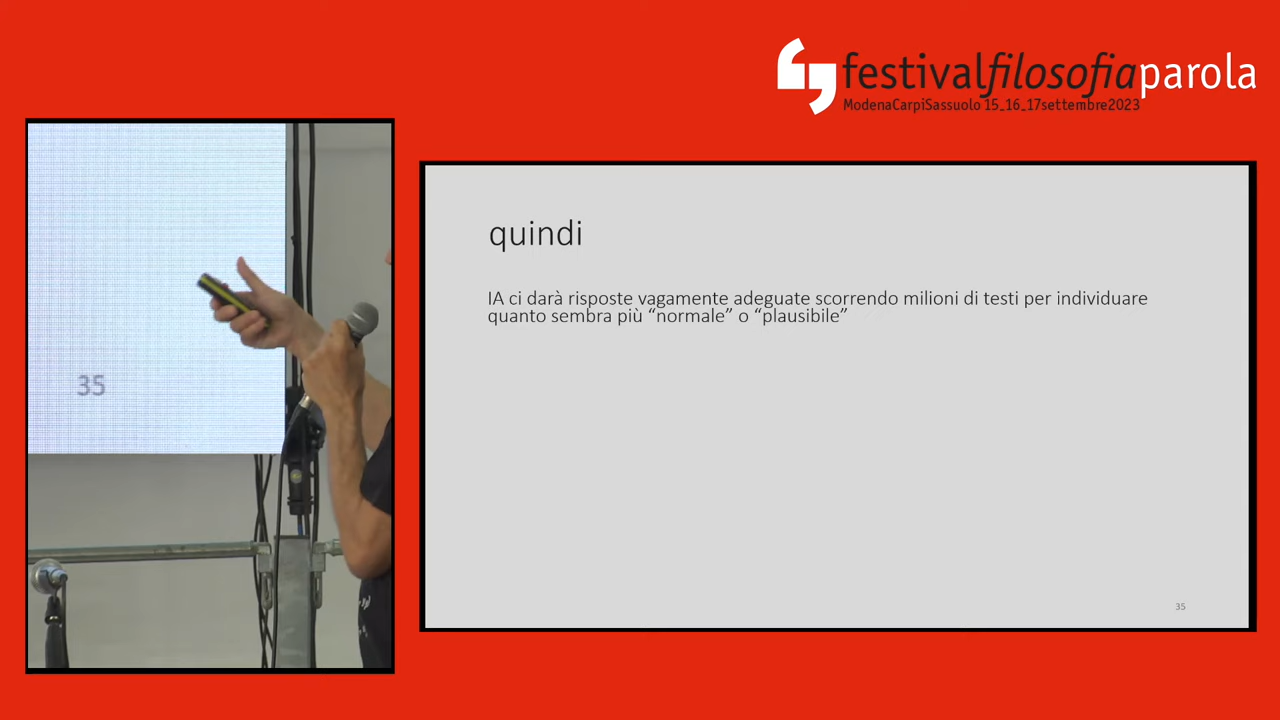 festivalfilosofiaparola
ModenaCarpiSassuolo 15_16_17settembre2023
35
quindi
IA ci darà risposte vagamente adeguate scorrendo milioni di testi per individuare
quanto sembra più “normale” o “plausibile”
35